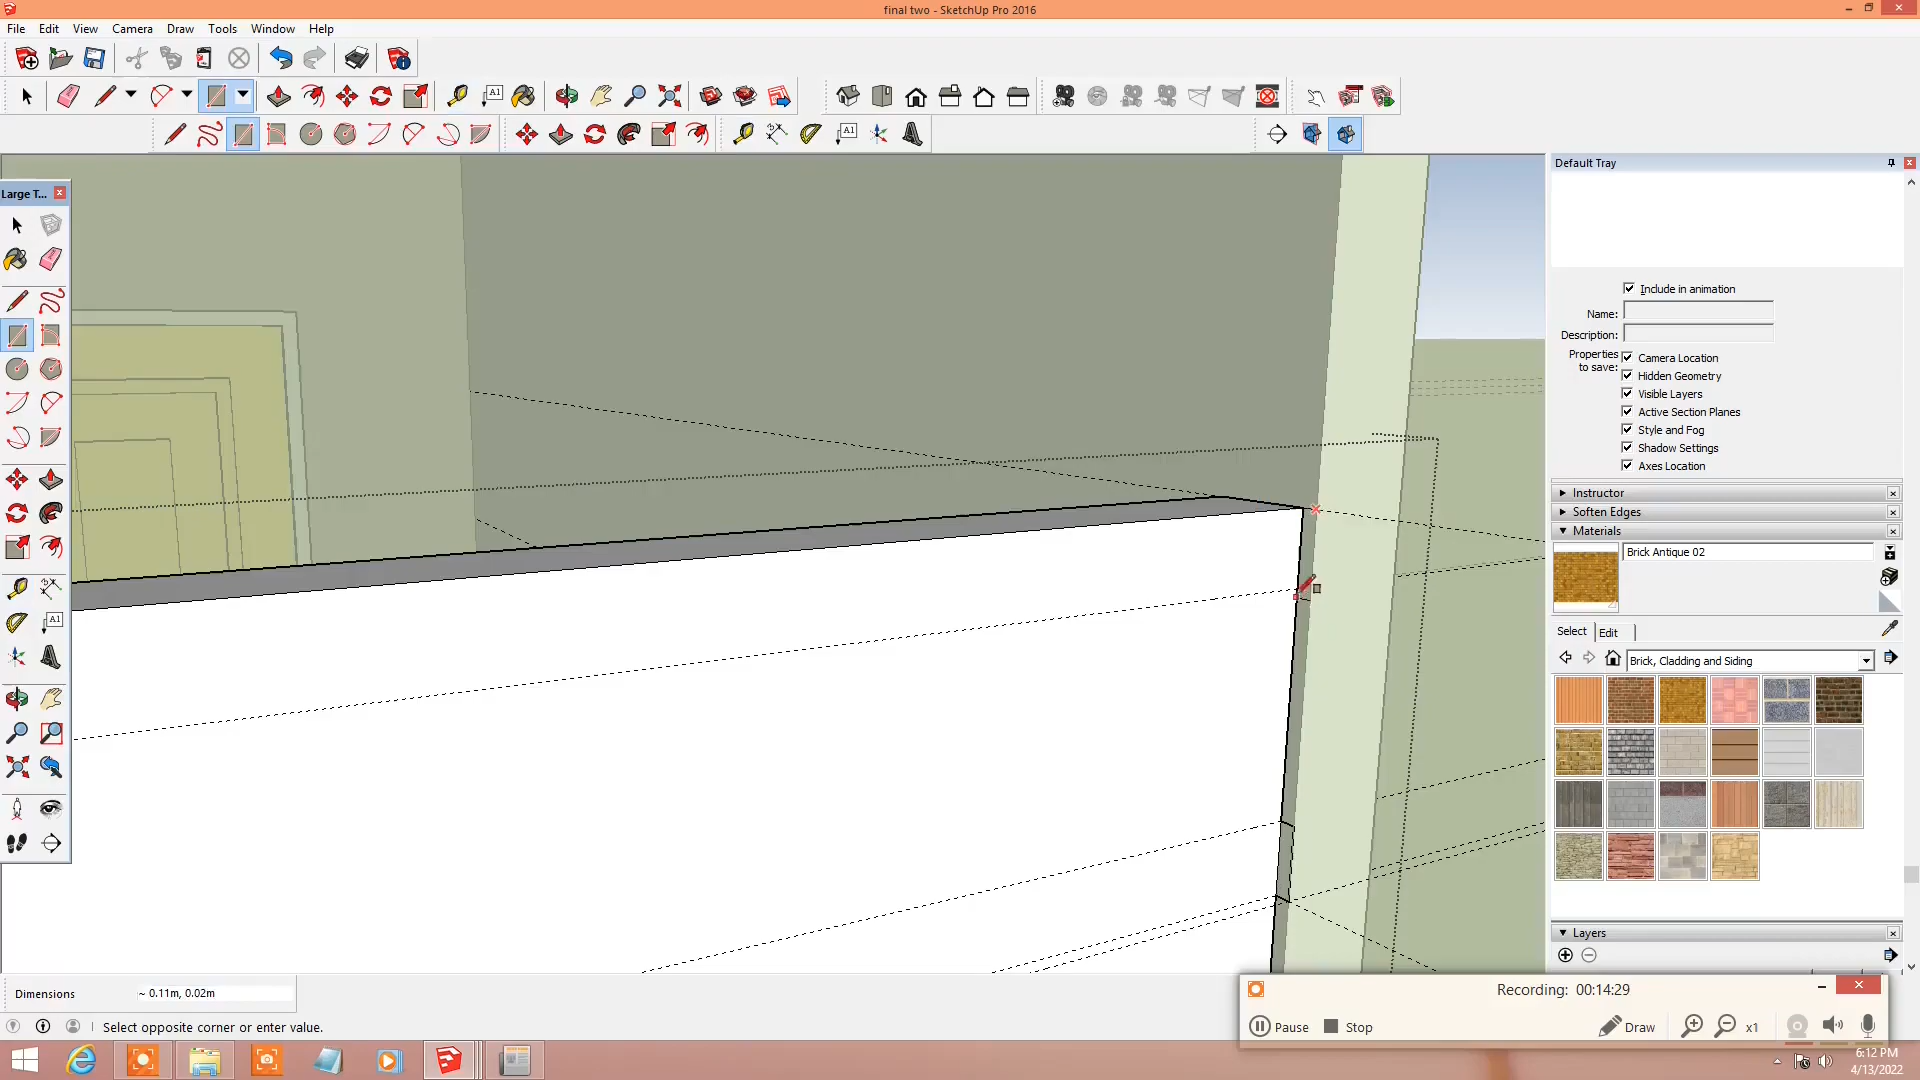 final two - SketchUp Pro 2016
File Edit View Camera Draw Tools Window Help
A1
A1
Large T...
A1
Default Tray
Include in animation
Name:
Description:
Properties to save:
Camera Location
Hidden Geometry
Visible Layers
Active Section Planes
Style and Fog
Shadow Settings
Axes Location
Instructor
Soften Edges
Materials
Brick Antique 02
Select Edit
Brick, Cladding and Siding
Layers
Dimensions ~ 0.11m, 0.02m
Select opposite corner or enter value.
Recording: 00:14:29
Pause Stop Draw x1
6:12 PM
4/13/2022